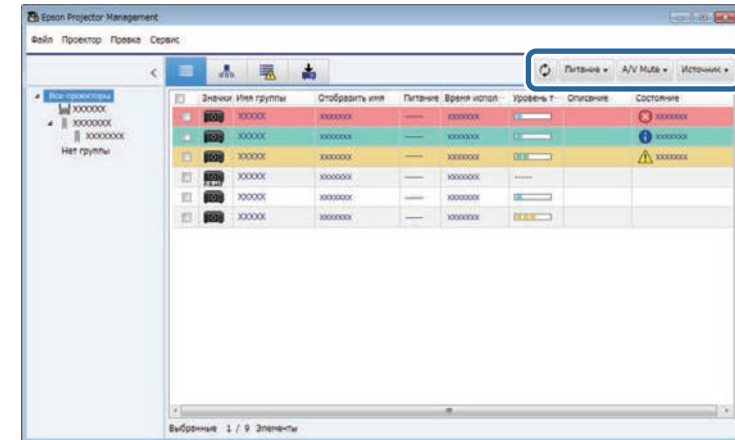 Epson Projector Management
Файл Проектор Правка Сервис
Питание A/V Mute Источник
Все проекторы
XXXXXX
XXXXXXX
XXXXXXX
Нет группы
Значки Имя группы Отобразить имя Питание Время испол··· Уровень т··· Описание Состояние
XXXXX XXXXXXX ---- XXXXXXX XXXXXXX
XXXXX XXXXXXX ---- XXXXXXX XXXXXXX
XXXXX XXXXXXX ---- XXXXXXX XXXXXXX
XXXXX XXXXXXX ---- XXXXXXX -----
XXXXX XXXXXXX ---- XXXXXXX
XXXXX XXXXXXX ---- XXXXXXX
Выбранные 1 / 9 Элементы